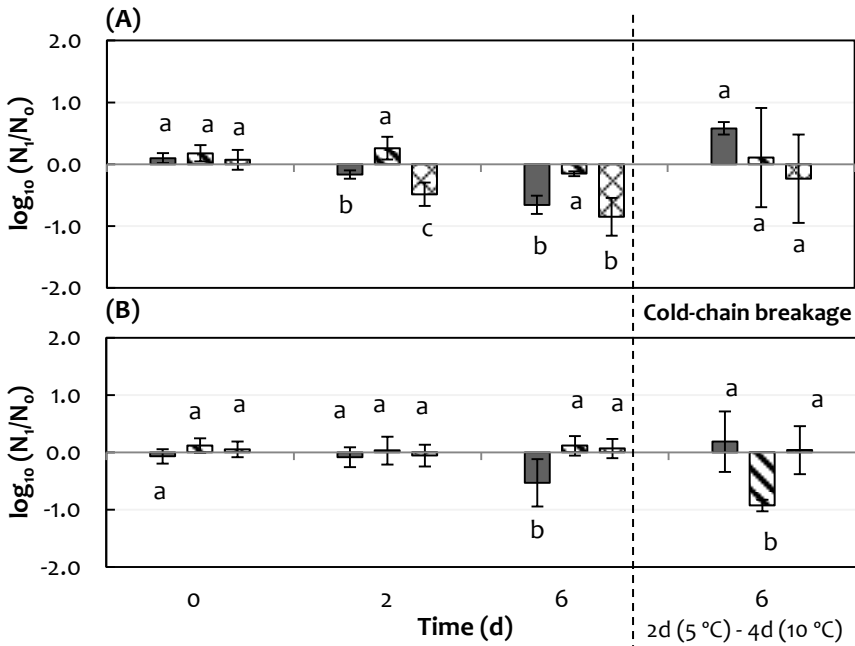 (A)
log₁₀ (N₁/N₀)
2.0
1.0
0.0
-1.0
-2.0
a a a
b a c
b a b
a a a
(B)
Cold-chain breakage
log₁₀ (N₁/N₀)
2.0
1.0
0.0
-1.0
-2.0
a a a
a a a
b a a
a b a
0 2 6 6
Time (d)
2d (5 °C) - 4d (10 °C)